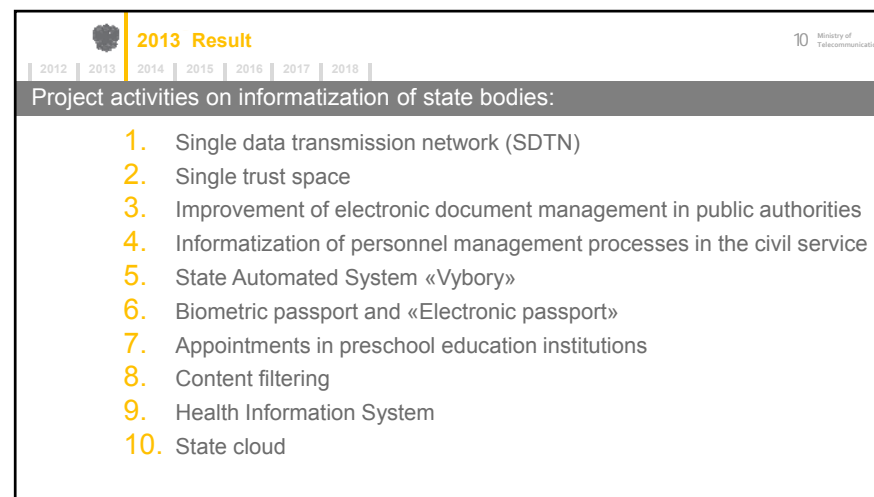 2013 Result
10 Ministry of
2012 2013 2014 2015 2016 2017 2018
Project activities on informatization of state bodies:
1. Single data transmission network (SDTN)
2. Single trust space
3. Improvement of electronic document management in public authorities
4. Informatization of personnel management processes in the civil service
5. State Automated System «Vybory»
6. Biometric passport and «Electronic passport»
7. Appointments in preschool education institutions
8. Content filtering
9. Health Information System
10. State cloud